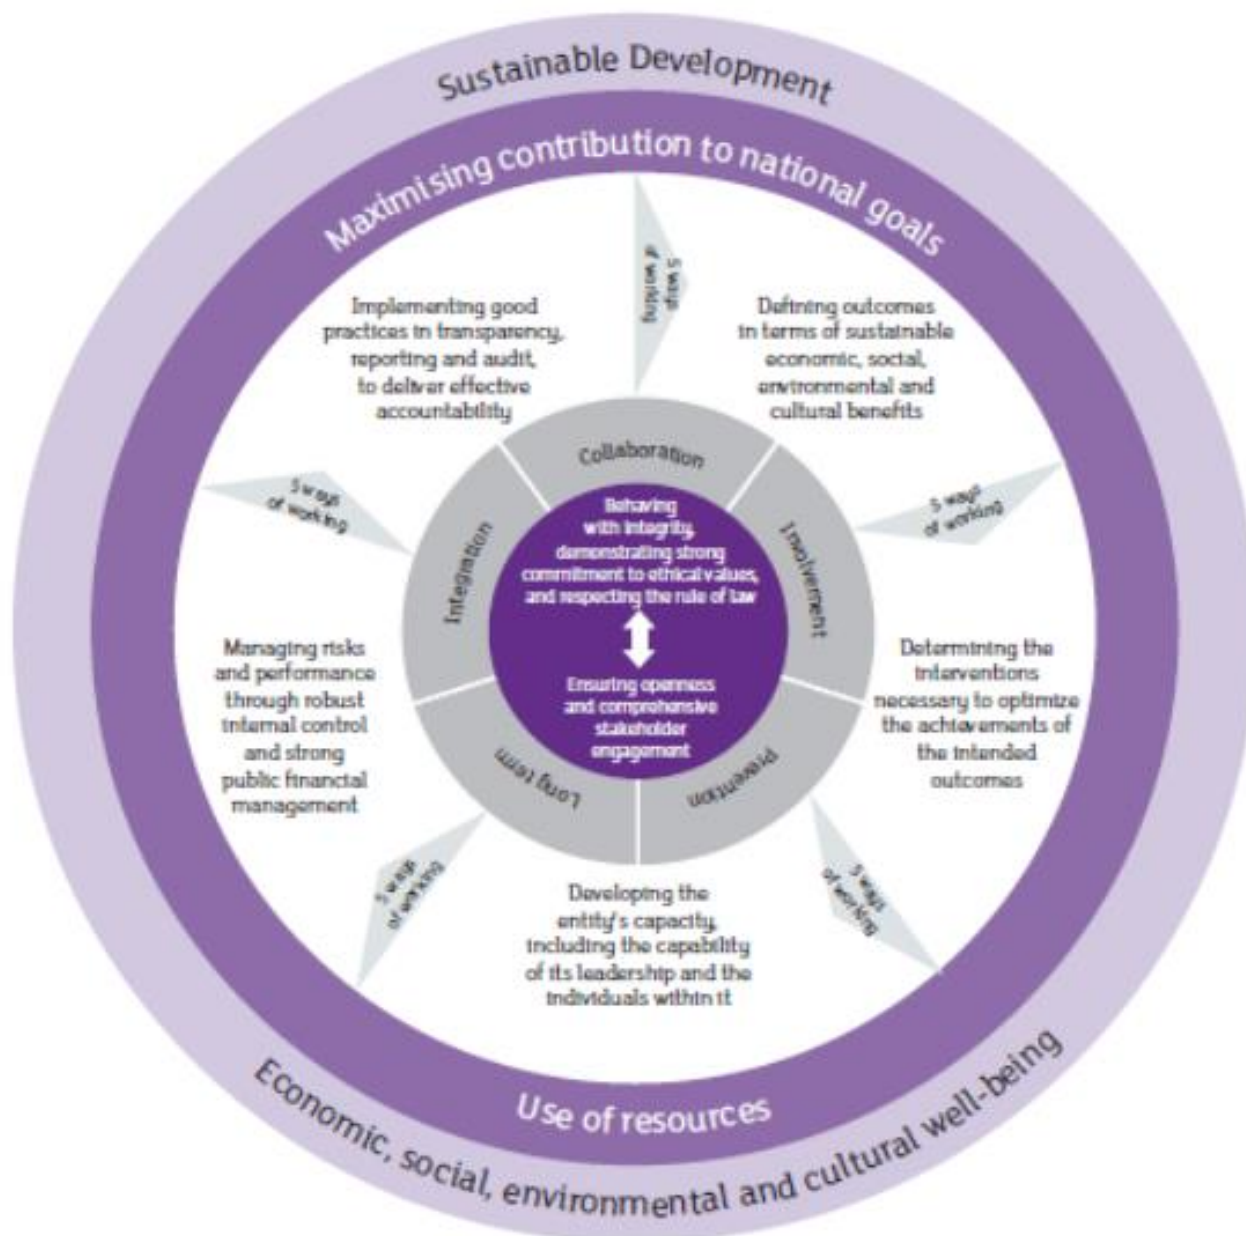 Sustainable Development
Maximising contribution to national goals
5 ways
of working
Implementing good
practices in transparency,
reporting and audit,
to deliver effective
accountability
Defining outcomes
in terms of sustainable
economic, social,
environmental and
cultural benefits
Collaboration
5 ways
of working
5 ways
of working
Integration
Involvement
Behaving
with integrity,
demonstrating strong
commitment to ethical values,
and respecting the rule of law
Managing risks
and performance
through robust
internal control
and strong
public financial
management
Determining the
interventions
necessary to optimize
the achievements of
the intended
outcomes
Ensuring openness
and comprehensive
stakeholder
engagement
Long term
Prevention
5 ways
of working
5 ways
of working
Developing the
entity's capacity,
including the capability
of its leadership and the
individuals within it
Use of resources
Economic, social, environmental and cultural well-being